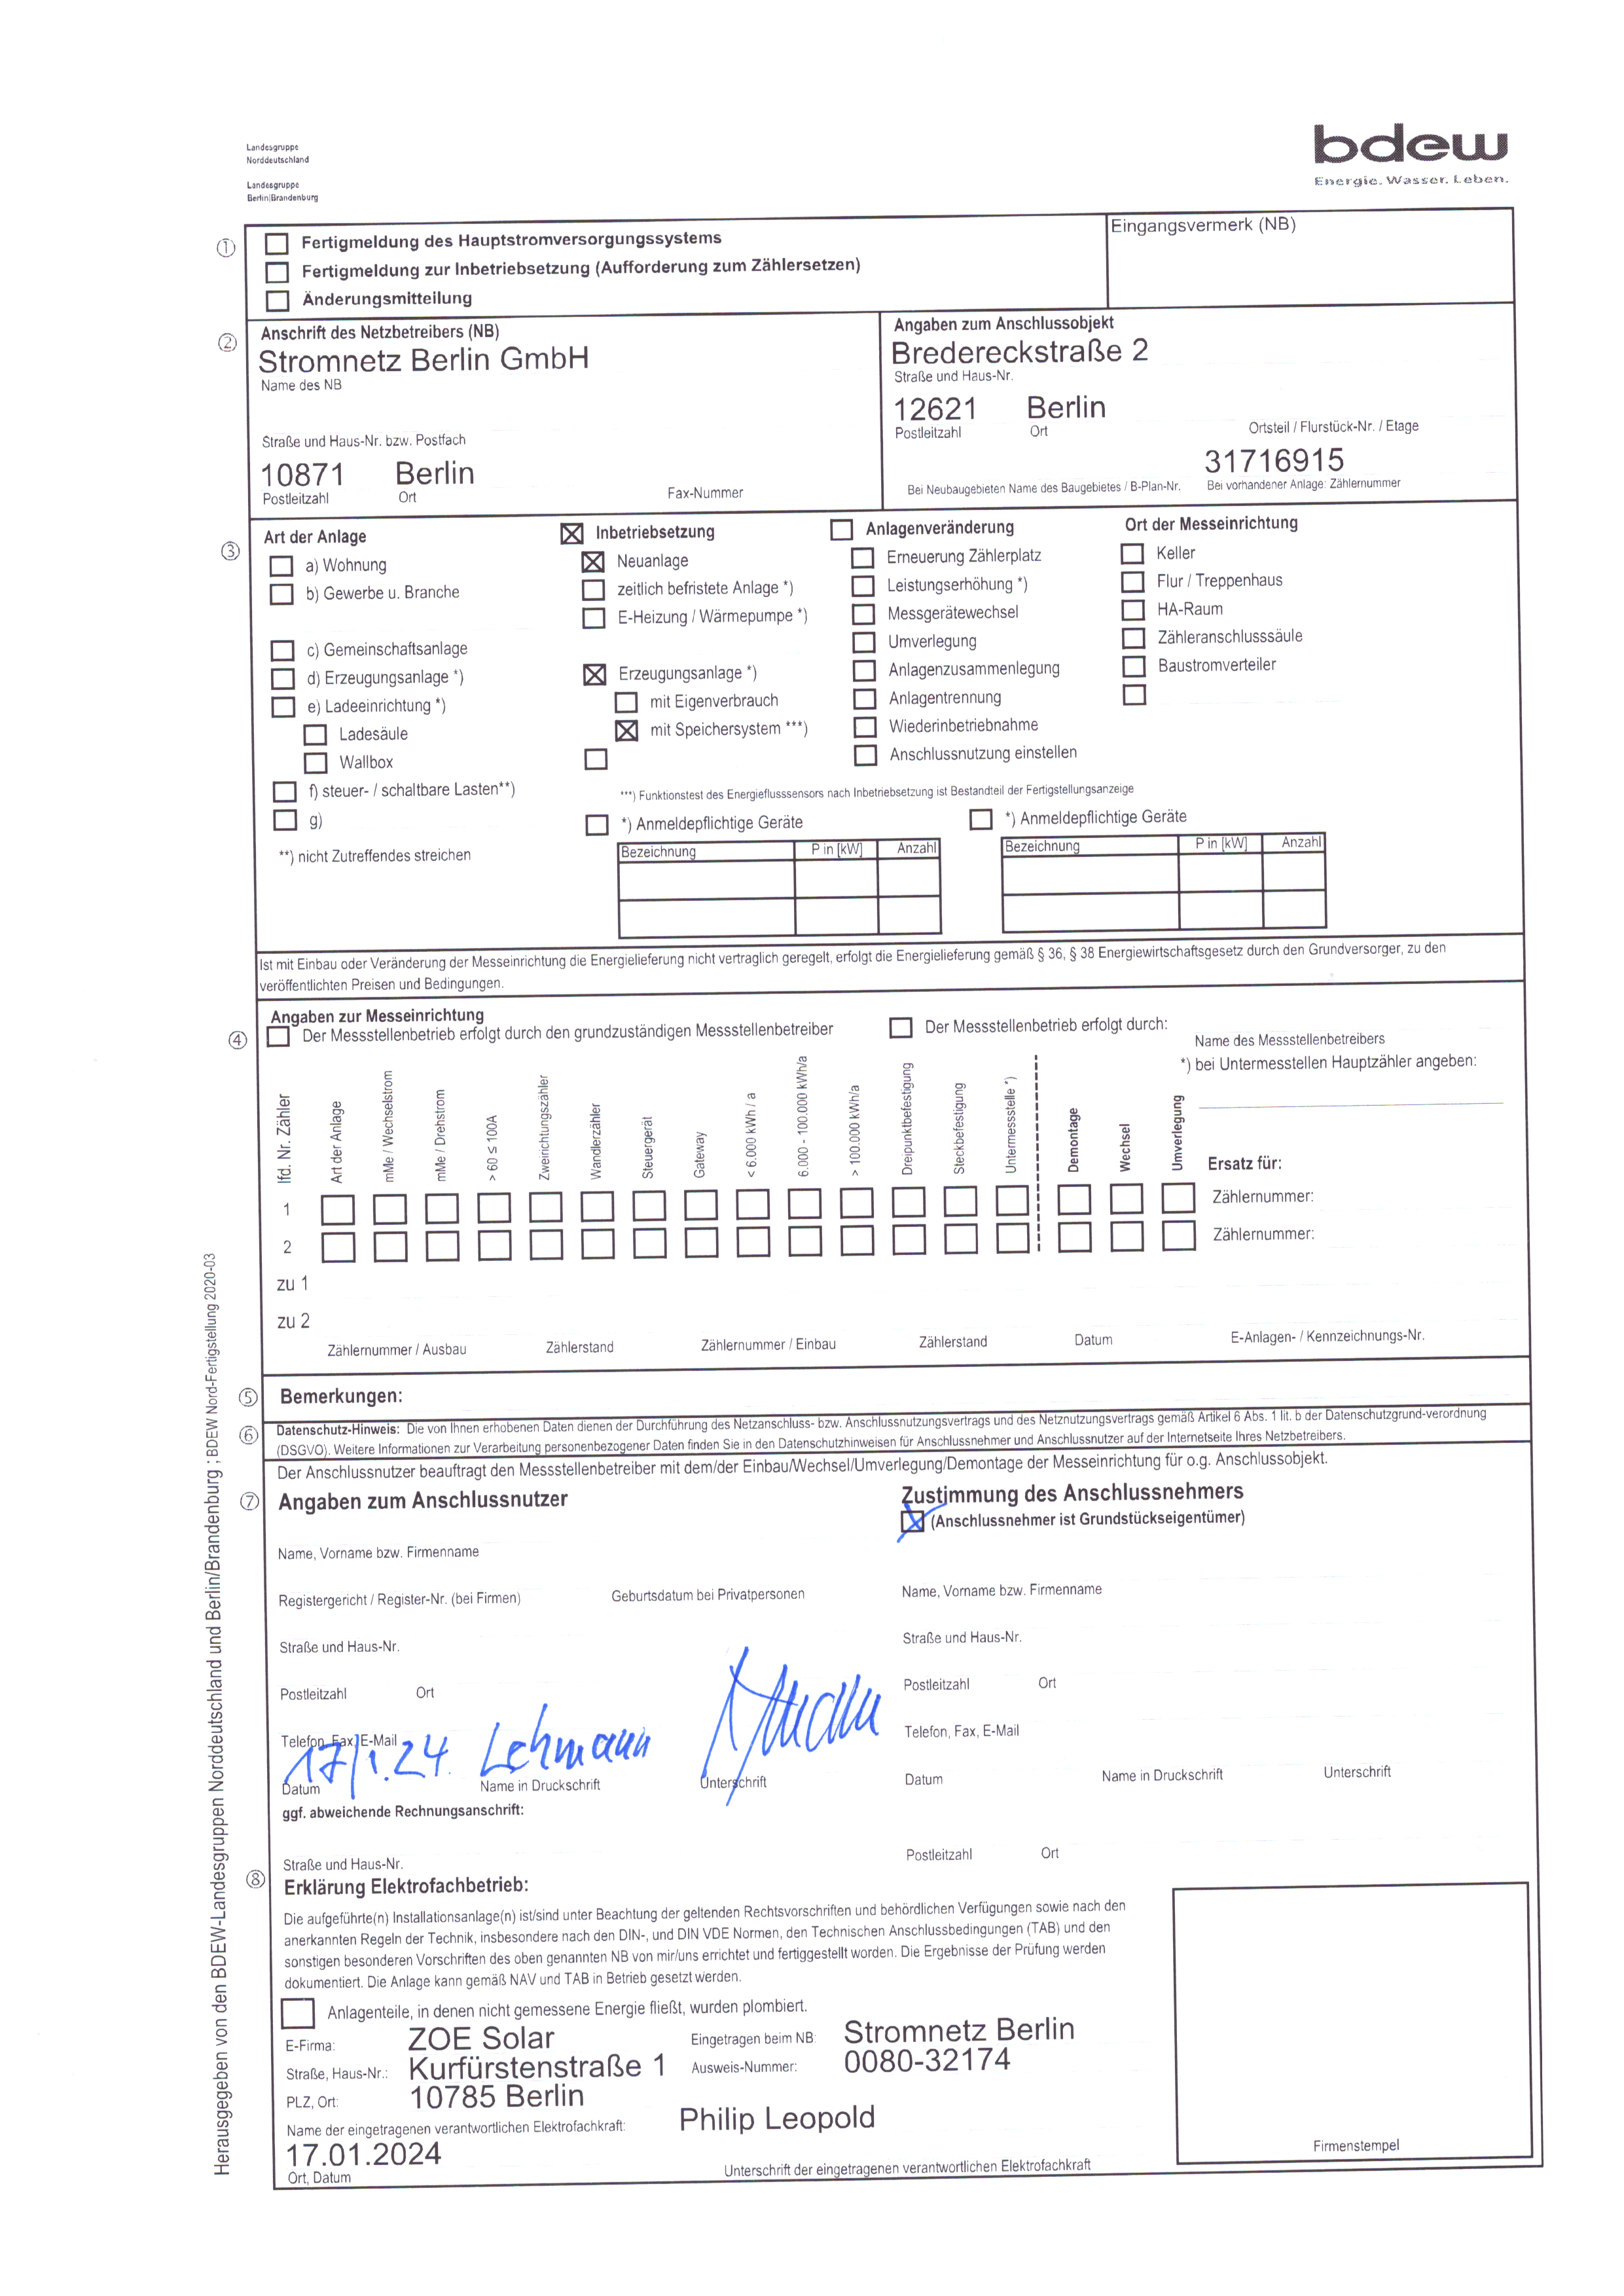 Landesgruppe
Norddeutschland
Landesgruppe
Berlin|Brandenburg
bdew
Energie. Wasser. Leben.
① Fertigmeldung des Hauptstromversorgungssystems
Fertigmeldung zur Inbetriebsetzung (Aufforderung zum Zählersetzen)
Änderungsmitteilung
Eingangsvermerk (NB)
② Anschrift des Netzbetreibers (NB)
Stromnetz Berlin GmbH
Name des NB
Straße und Haus-Nr. bzw. Postfach
10871 Berlin
Postleitzahl Ort Fax-Nummer
Angaben zum Anschlussobjekt
Bredereckstraße 2
Straße und Haus-Nr.
12621 Berlin
Postleitzahl Ort Ortsteil / Flurstück-Nr. / Etage
31716915
Bei Neubaugebieten Name des Baugebietes / B-Plan-Nr. Bei vorhandener Anlage: Zählernummer
③ Art der Anlage
a) Wohnung
b) Gewerbe u. Branche
c) Gemeinschaftsanlage
d) Erzeugungsanlage *)
e) Ladeeinrichtung *)
Ladesäule
Wallbox
f) steuer- / schaltbare Lasten**)
g)
**) nicht Zutreffendes streichen
Inbetriebsetzung
Neuanlage
zeitlich befristete Anlage *)
E-Heizung / Wärmepumpe *)
Erzeugungsanlage *)
mit Eigenverbrauch
mit Speichersystem ***)
Anlagenveränderung
Erneuerung Zählerplatz
Leistungserhöhung *)
Messgerätewechsel
Umverlegung
Anlagenzusammenlegung
Anlagentrennung
Wiederinbetriebnahme
Anschlussnutzung einstellen
Ort der Messeinrichtung
Keller
Flur / Treppenhaus
HA-Raum
Zähleranschlusssäule
Baustromverteiler
***) Funktionstest des Energieflusssensors nach Inbetriebsetzung ist Bestandteil der Fertigstellungsanzeige
*) Anmeldepflichtige Geräte
Bezeichnung P in [kW] Anzahl
*) Anmeldepflichtige Geräte
Bezeichnung P in [kW] Anzahl
Ist mit Einbau oder Veränderung der Messeinrichtung die Energielieferung nicht vertraglich geregelt, erfolgt die Energielieferung gemäß § 36, § 38 Energiewirtschaftsgesetz durch den Grundversorger, zu den
veröffentlichten Preisen und Bedingungen.
④ Angaben zur Messeinrichtung
Der Messstellenbetrieb erfolgt durch den grundzuständigen Messstellenbetreiber
Der Messstellenbetrieb erfolgt durch:
Name des Messstellenbetreibers
*) bei Untermesstellen Hauptzähler angeben:
lfd. Nr. Zähler
Art der Anlage
mMe / Wechselstrom
mMe / Drehstrom
> 60 ≤ 100A
Zweirichtungszähler
Wandlerzähler
Steuergerät
Gateway
< 6.000 kWh / a
6.000 - 100.000 kWh/a
> 100.000 kWh/a
Dreipunktbefestigung
Steckbefestigung
Untermessstelle *)
Demontage
Wechsel
Umverlegung
Ersatz für:
1 Zählernummer:
2 Zählernummer:
zu 1
zu 2
Zählernummer / Ausbau Zählerstand Zählernummer / Einbau Zählerstand Datum E-Anlagen- / Kennzeichnungs-Nr.
⑤ Bemerkungen:
⑥ Datenschutz-Hinweis: Die von Ihnen erhobenen Daten dienen der Durchführung des Netzanschluss- bzw. Anschlussnutzungsvertrags und des Netznutzungsvertrags gemäß Artikel 6 Abs. 1 lit. b der Datenschutzgrund-verordnung
(DSGVO). Weitere Informationen zur Verarbeitung personenbezogener Daten finden Sie in den Datenschutzhinweisen für Anschlussnehmer und Anschlussnutzer auf der Internetseite Ihres Netzbetreibers.
Der Anschlussnutzer beauftragt den Messstellenbetreiber mit dem/der Einbau/Wechsel/Umverlegung/Demontage der Messeinrichtung für o.g. Anschlussobjekt.
⑦ Angaben zum Anschlussnutzer
Name, Vorname bzw. Firmenname
Registergericht / Register-Nr. (bei Firmen) Geburtsdatum bei Privatpersonen
Straße und Haus-Nr.
Postleitzahl Ort
Telefon, Fax, E-Mail
17/1.24 Lehmann
Datum Name in Druckschrift Unterschrift
ggf. abweichende Rechnungsanschrift:
Straße und Haus-Nr.
Zustimmung des Anschlussnehmers
(Anschlussnehmer ist Grundstückseigentümer)
Name, Vorname bzw. Firmenname
Straße und Haus-Nr.
Postleitzahl Ort
Telefon, Fax, E-Mail
Datum Name in Druckschrift Unterschrift
Postleitzahl Ort
⑧ Erklärung Elektrofachbetrieb:
Die aufgeführte(n) Installationsanlage(n) ist/sind unter Beachtung der geltenden Rechtsvorschriften und behördlichen Verfügungen sowie nach den
anerkannten Regeln der Technik, insbesondere nach den DIN-, und DIN VDE Normen, den Technischen Anschlussbedingungen (TAB) und den
sonstigen besonderen Vorschriften des oben genannten NB von mir/uns errichtet und fertiggestellt worden. Die Ergebnisse der Prüfung werden
dokumentiert. Die Anlage kann gemäß NAV und TAB in Betrieb gesetzt werden.
Anlagenteile, in denen nicht gemessene Energie fließt, wurden plombiert.
E-Firma: ZOE Solar Eingetragen beim NB: Stromnetz Berlin
Straße, Haus-Nr.: Kurfürstenstraße 1 Ausweis-Nummer: 0080-32174
PLZ, Ort: 10785 Berlin
Name der eingetragenen verantwortlichen Elektrofachkraft: Philip Leopold
17.01.2024
Ort, Datum Unterschrift der eingetragenen verantwortlichen Elektrofachkraft
Firmenstempel
Herausgegeben von den BDEW-Landesgruppen Norddeutschland und Berlin/Brandenburg ; BDEW Nord-Fertigstellung 2020-03